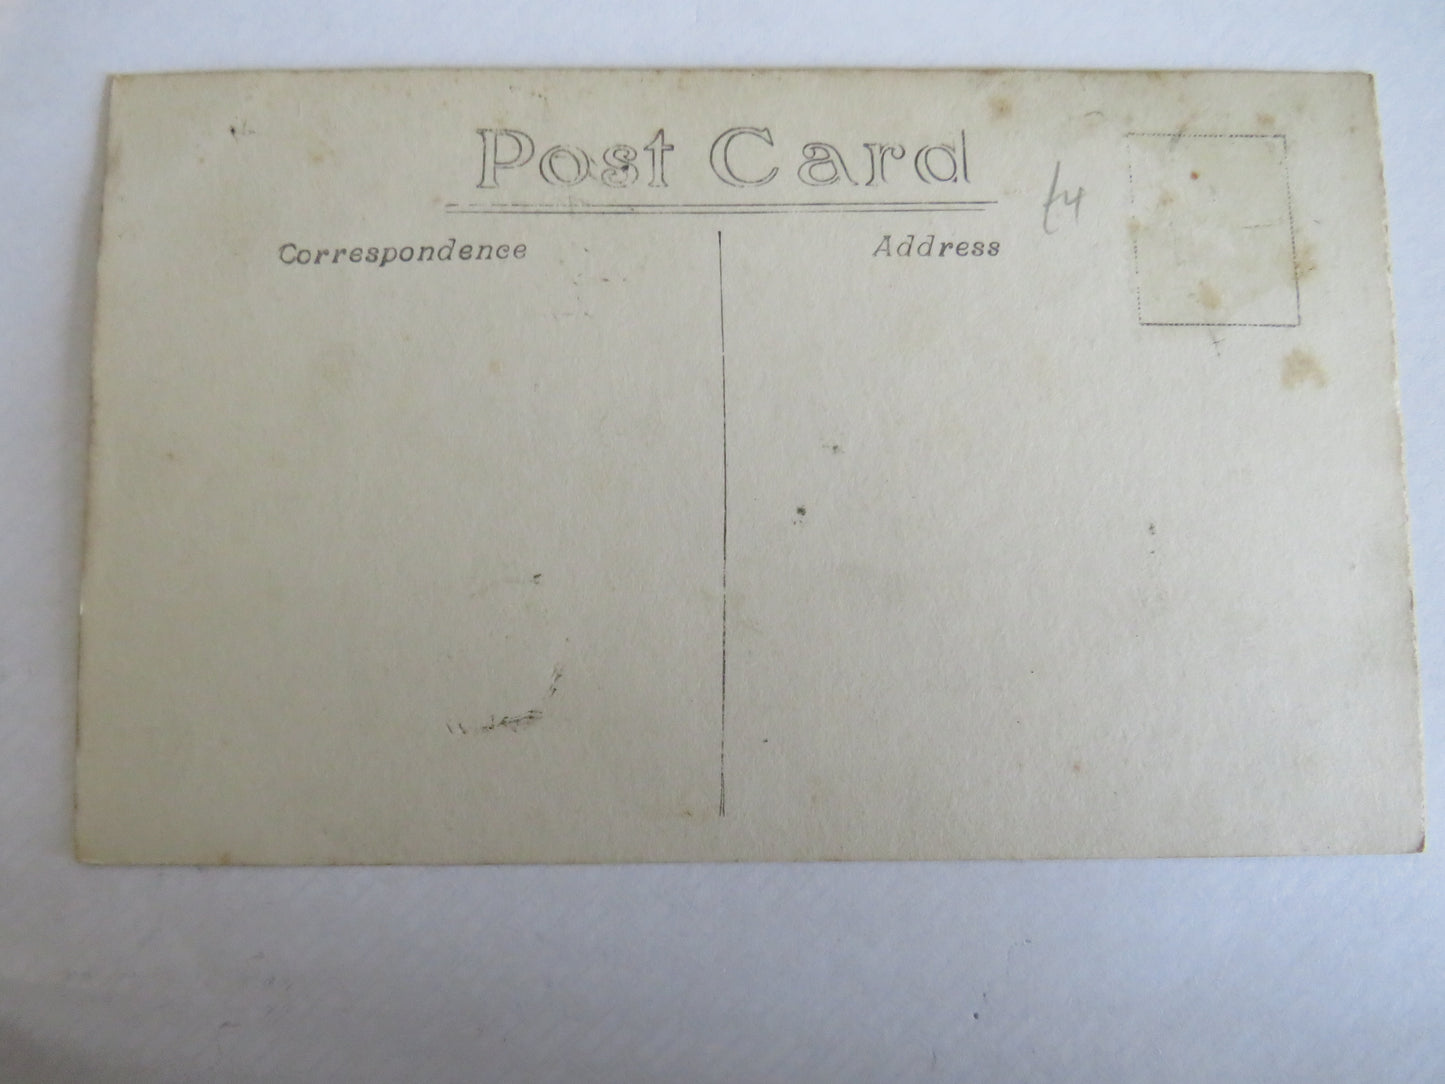 Post Card
Correspondence
Address